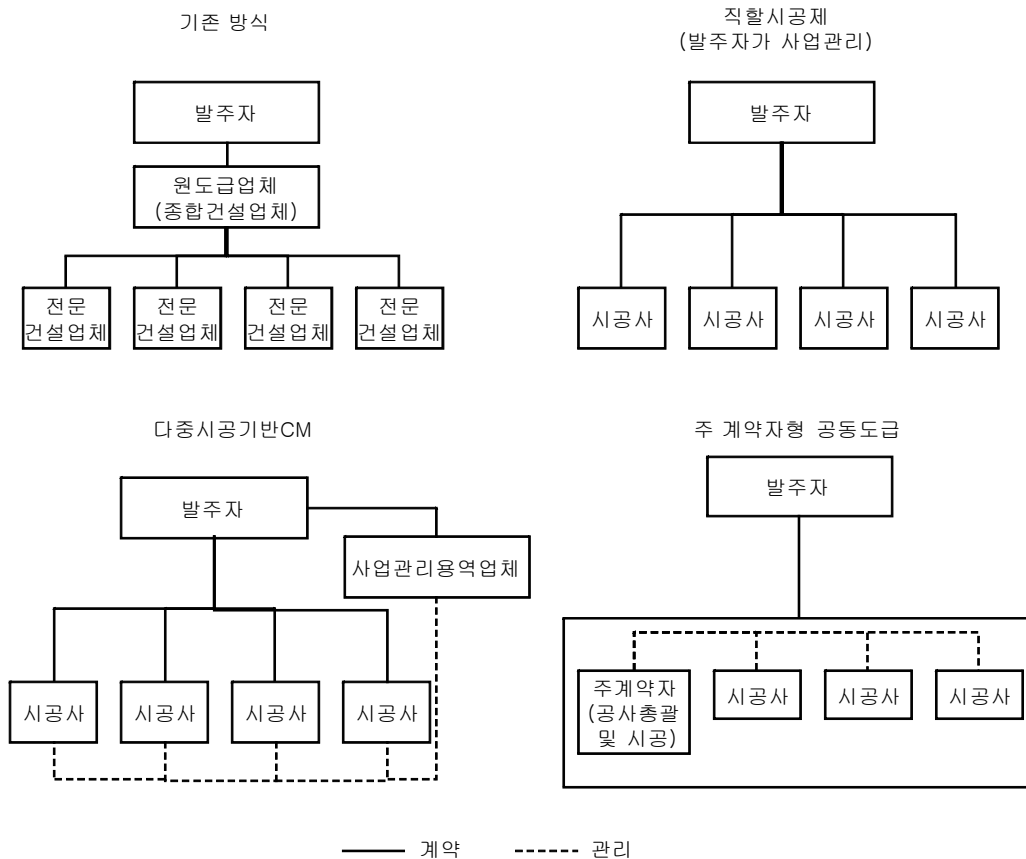 기존 방식
발주자
원도급업체
(종합건설업체)
전문
건설업체
전문
건설업체
전문
건설업체
전문
건설업체
직할시공제
(발주자가 사업관리)
발주자
시공사
시공사
시공사
시공사
다중시공기반CM
발주자
사업관리용역업체
시공사
시공사
시공사
시공사
주 계약자형 공동도급
발주자
주계약자
(공사총괄
및 시공)
시공사
시공사
시공사
계약
관리